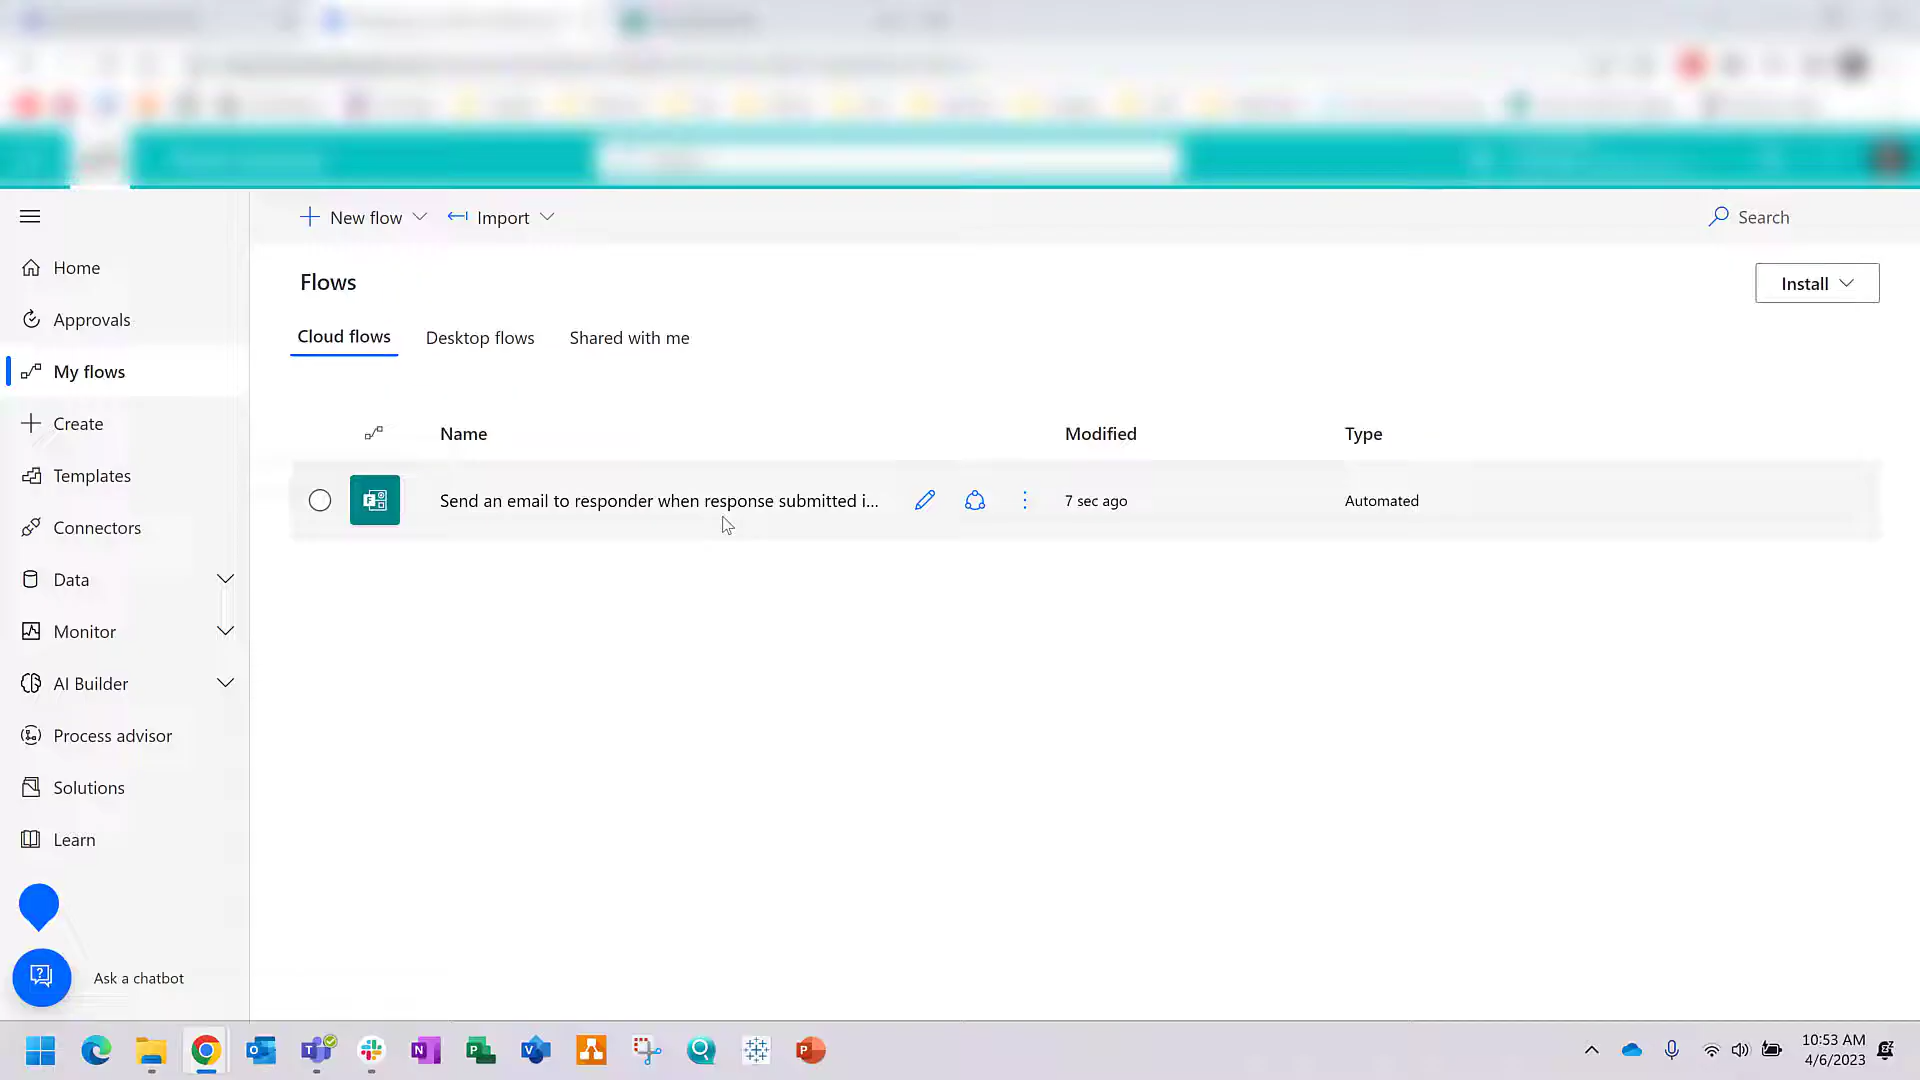 New flow
Import
Search
Home
Approvals
My flows
Create
Templates
Connectors
Data
Monitor
AI Builder
Process advisor
Solutions
Learn
Ask a chatbot
Flows
Install
Cloud flows
Desktop flows
Shared with me
Name
Modified
Type
Send an email to responder when response submitted i...
7 sec ago
Automated
10:53 AM
4/6/2023